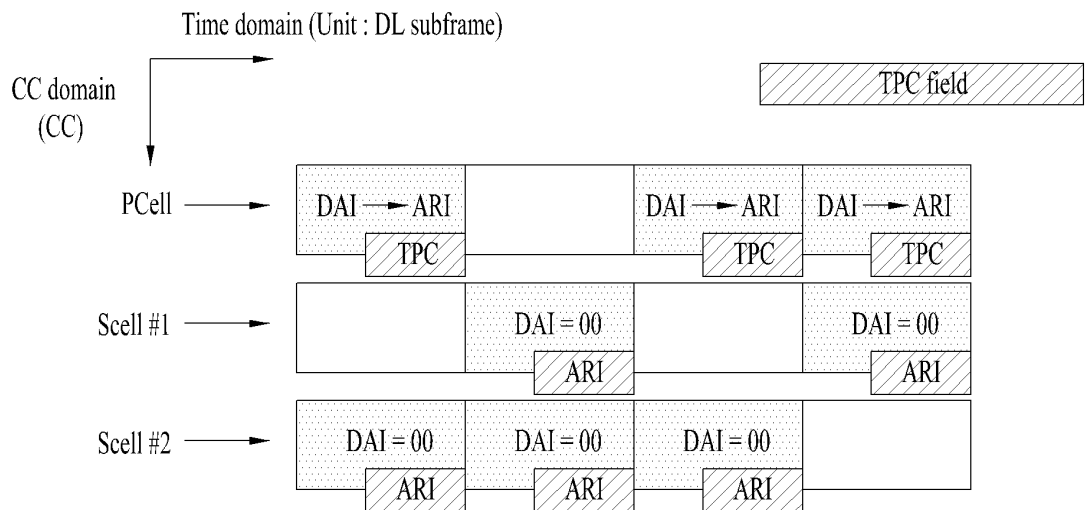 Time domain (Unit : DL subframe)
CC domain
(CC)
TPC field
PCell
DAI ARI
DAI ARI
DAI ARI
TPC
TPC
TPC
Scell #1
DAI = 00
DAI = 00
ARI
ARI
Scell #2
DAI = 00
DAI = 00
DAI = 00
ARI
ARI
ARI